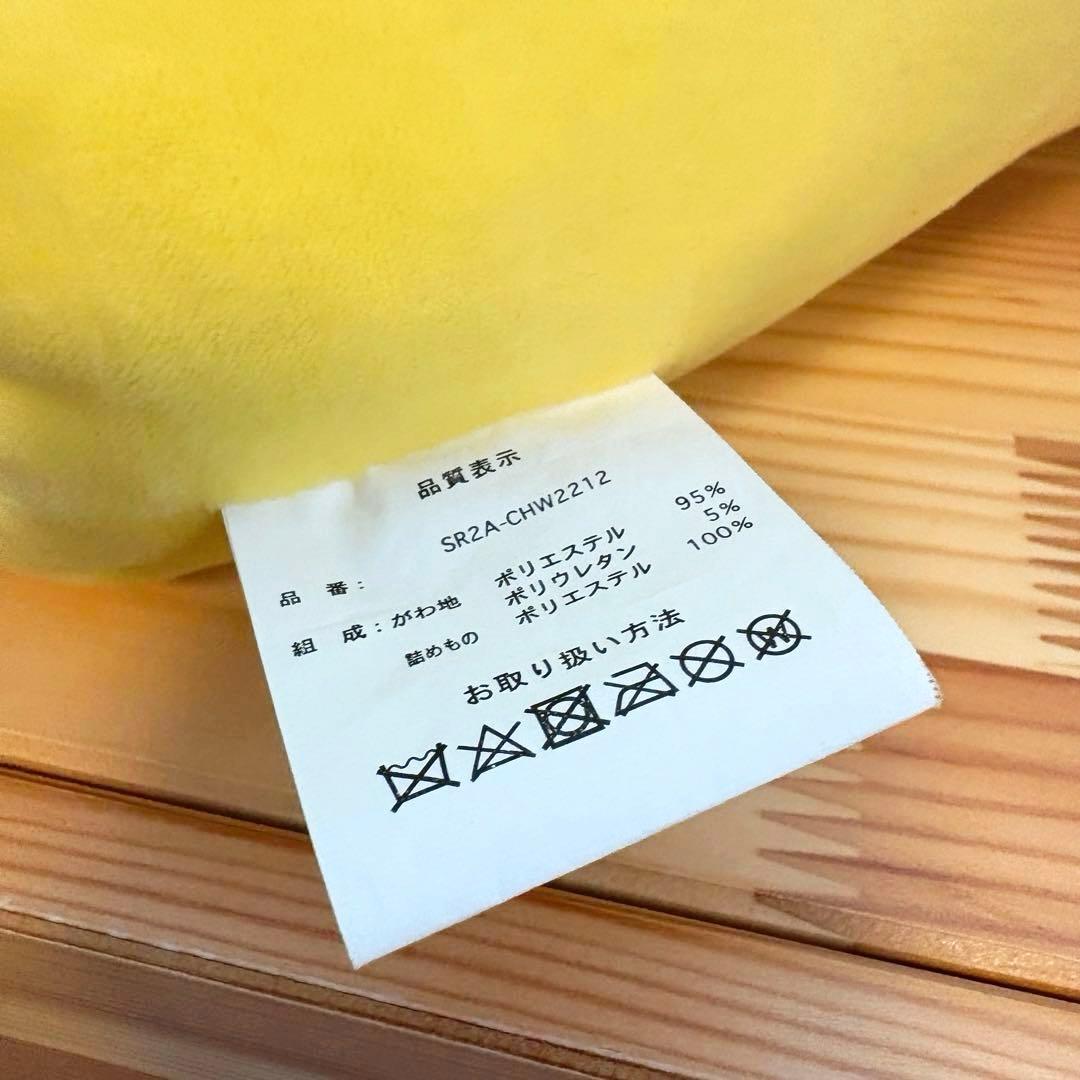 品質表示
品 番: SR2A-CHW2212
組 成:がわ地 ポリエステル 95%
ポリウレタン 5%
詰めもの ポリエステル 100%
お取り扱い方法
W